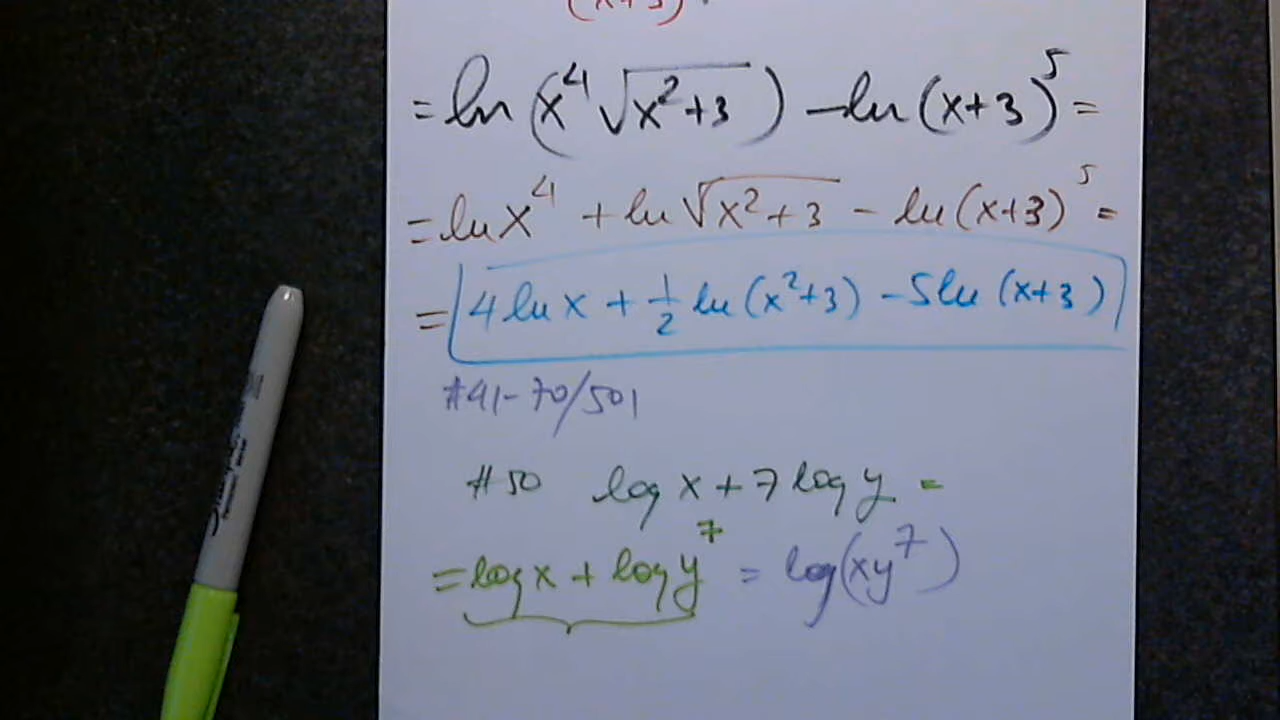 (x+3)
= ln (x⁴ √(x²+3)) – ln (x+3)⁵ =
= ln x⁴ + ln √(x²+3) – ln (x+3)⁵ =
= 4 ln x + 1/2 ln (x²+3) – 5 ln (x+3)
#41-70/501
#50 log x + 7 log y =
= log x + log y⁷ = log(xy⁷)